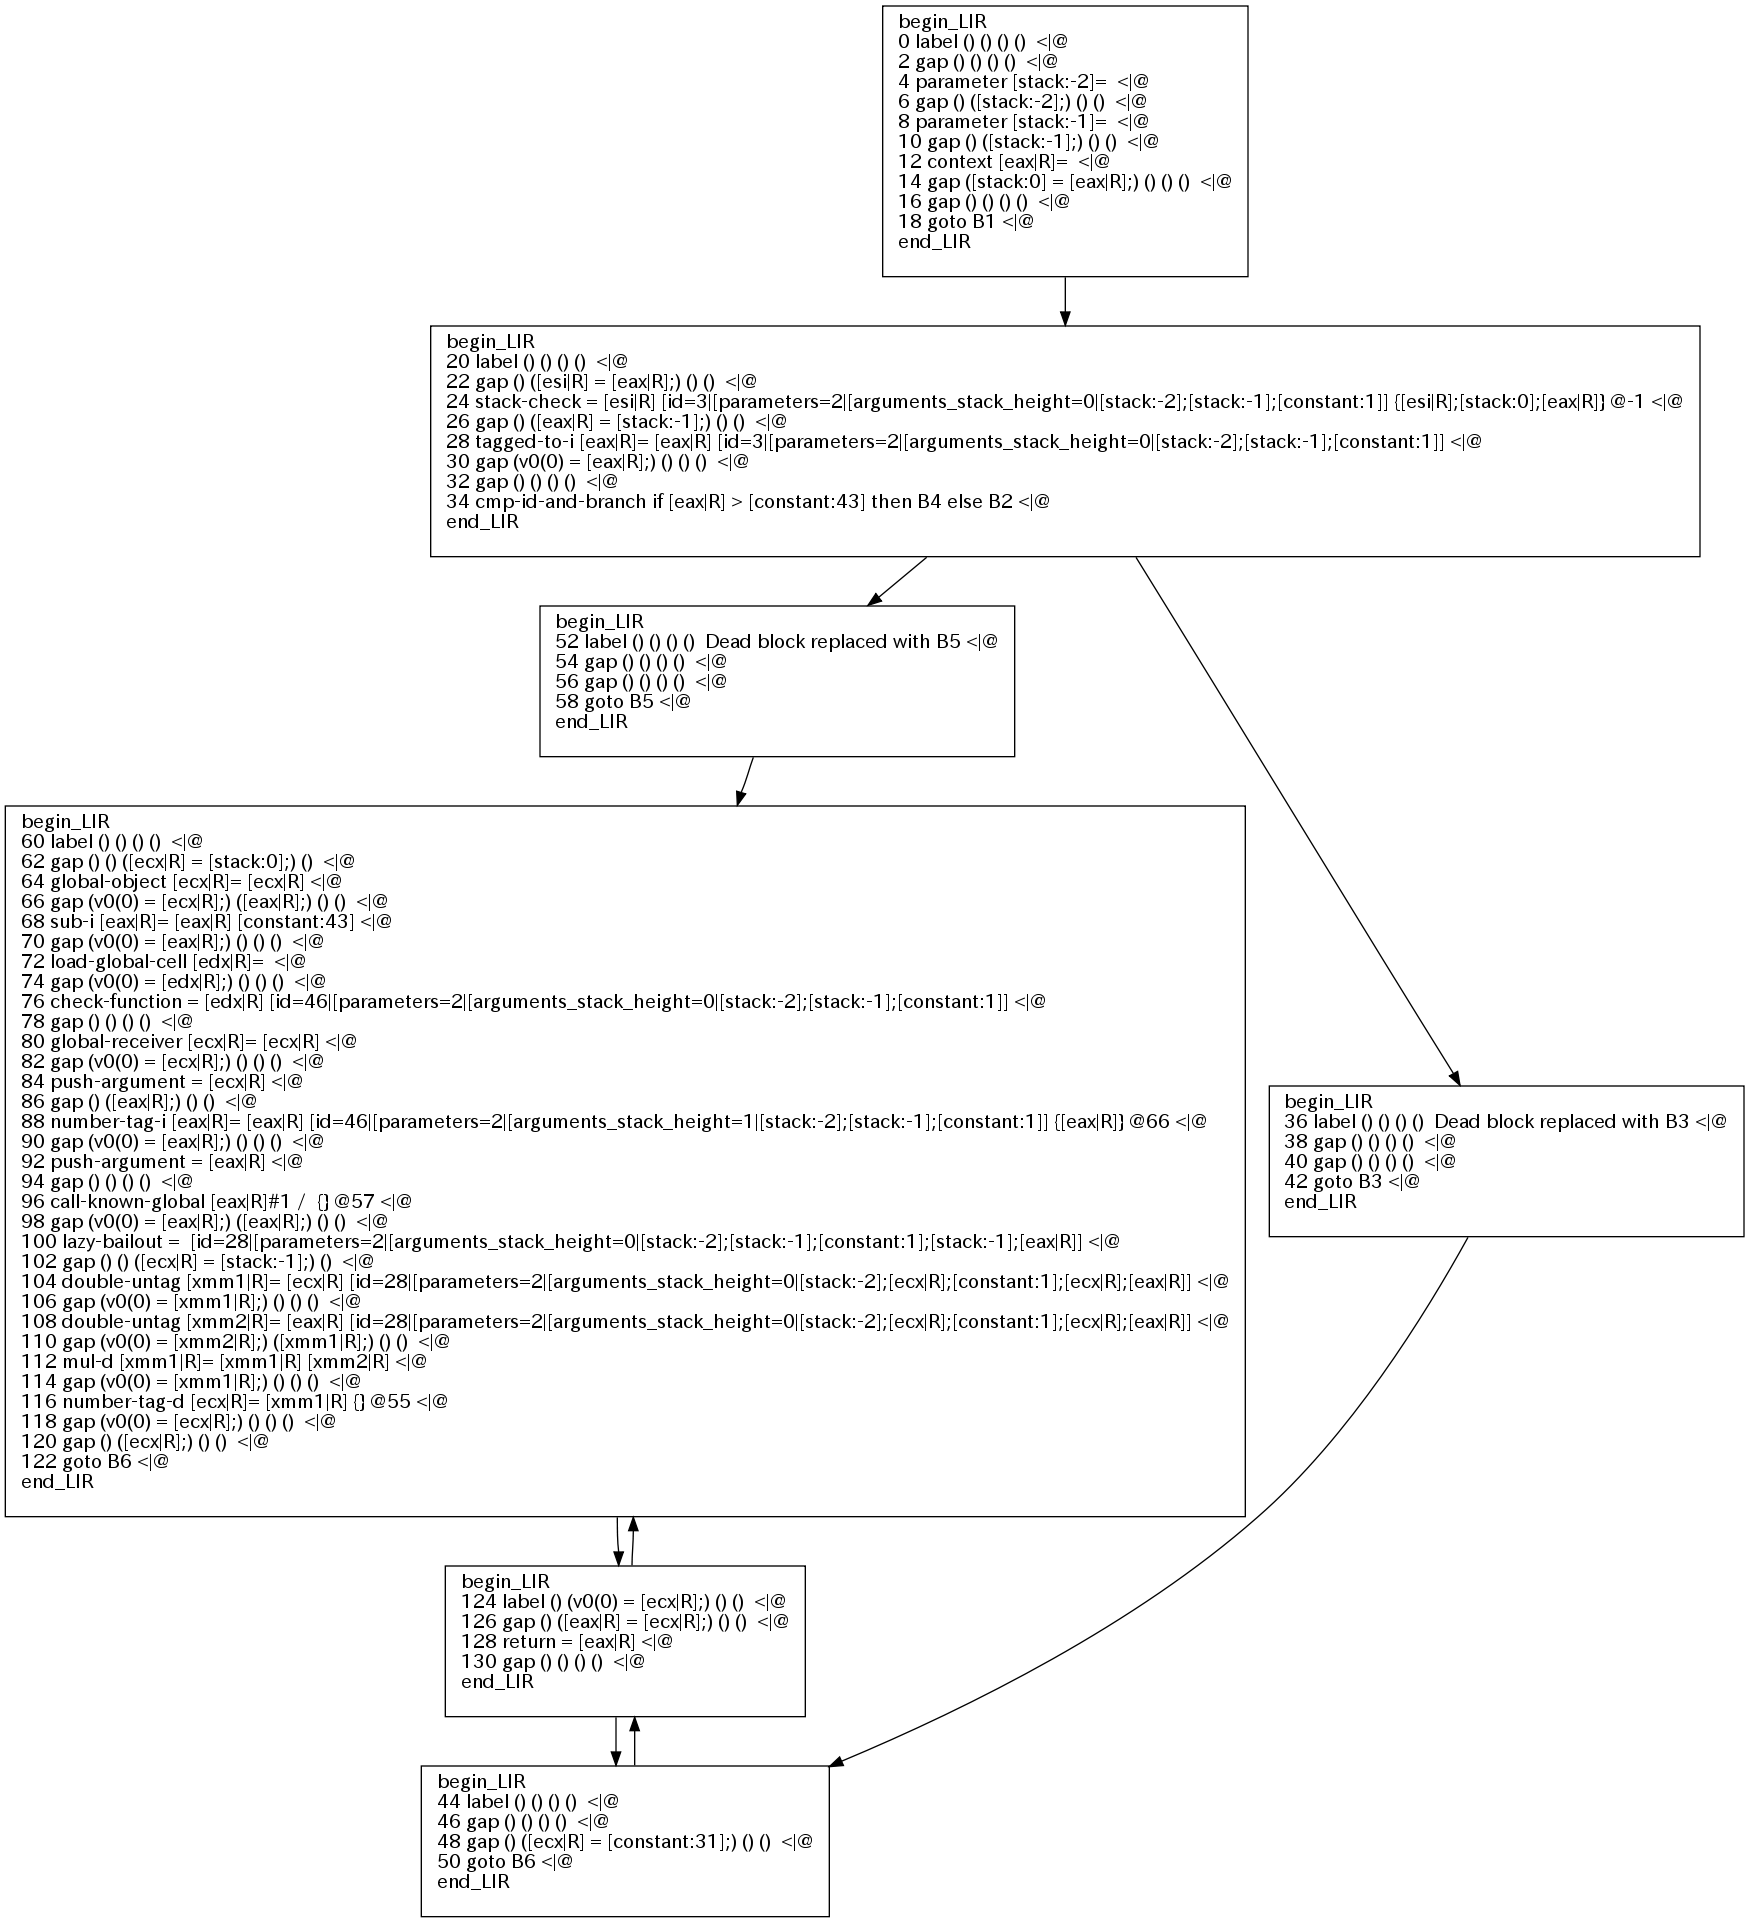 begin_LIR
0 label () () () ()  <|@
2 gap () () () ()  <|@
4 parameter [stack:-2]=  <|@
6 gap () ([stack:-2];) () ()  <|@
8 parameter [stack:-1]=  <|@
10 gap () ([stack:-1];) () ()  <|@
12 context [eax|R]=  <|@
14 gap ([stack:0] = [eax|R];) () () ()  <|@
16 gap () () () ()  <|@
18 goto B1 <|@
end_LIR
begin_LIR
20 label () () () ()  <|@
22 gap () ([esi|R] = [eax|R];) () ()  <|@
24 stack-check = [esi|R] [id=3|[parameters=2|[arguments_stack_height=0|[stack:-2];[stack:-1];[constant:1]] {[esi|R];[stack:0];[eax|R]} @-1 <|@
26 gap () ([eax|R] = [stack:-1];) () ()  <|@
28 tagged-to-i [eax|R]= [eax|R] [id=3|[parameters=2|[arguments_stack_height=0|[stack:-2];[stack:-1];[constant:1]] <|@
30 gap (v0(0) = [eax|R];) () () ()  <|@
32 gap () () () ()  <|@
34 cmp-id-and-branch if [eax|R] > [constant:43] then B4 else B2 <|@
end_LIR
begin_LIR
52 label () () () ()  Dead block replaced with B5 <|@
54 gap () () () ()  <|@
56 gap () () () ()  <|@
58 goto B5 <|@
end_LIR
begin_LIR
60 label () () () ()  <|@
62 gap () () ([ecx|R] = [stack:0];) ()  <|@
64 global-object [ecx|R]= [ecx|R] <|@
66 gap (v0(0) = [ecx|R];) ([eax|R];) () ()  <|@
68 sub-i [eax|R]= [eax|R] [constant:43] <|@
70 gap (v0(0) = [eax|R];) () () ()  <|@
72 load-global-cell [edx|R]=  <|@
74 gap (v0(0) = [edx|R];) () () ()  <|@
76 check-function = [edx|R] [id=46|[parameters=2|[arguments_stack_height=0|[stack:-2];[stack:-1];[constant:1]] <|@
78 gap () () () ()  <|@
80 global-receiver [ecx|R]= [ecx|R] <|@
82 gap (v0(0) = [ecx|R];) () () ()  <|@
84 push-argument = [ecx|R] <|@
86 gap () ([eax|R];) () ()  <|@
88 number-tag-i [eax|R]= [eax|R] [id=46|[parameters=2|[arguments_stack_height=1|[stack:-2];[stack:-1];[constant:1]] {[eax|R]} @66 <|@
90 gap (v0(0) = [eax|R];) () () ()  <|@
92 push-argument = [eax|R] <|@
94 gap () () () ()  <|@
96 call-known-global [eax|R]#1 /  {} @57 <|@
98 gap (v0(0) = [eax|R];) ([eax|R];) () ()  <|@
100 lazy-bailout =  [id=28|[parameters=2|[arguments_stack_height=0|[stack:-2];[stack:-1];[constant:1];[stack:-1];[eax|R]] <|@
102 gap () () ([ecx|R] = [stack:-1];) ()  <|@
104 double-untag [xmm1|R]= [ecx|R] [id=28|[parameters=2|[arguments_stack_height=0|[stack:-2];[ecx|R];[constant:1];[ecx|R];[eax|R]] <|@
106 gap (v0(0) = [xmm1|R];) () () ()  <|@
108 double-untag [xmm2|R]= [eax|R] [id=28|[parameters=2|[arguments_stack_height=0|[stack:-2];[ecx|R];[constant:1];[ecx|R];[eax|R]] <|@
110 gap (v0(0) = [xmm2|R];) ([xmm1|R];) () ()  <|@
112 mul-d [xmm1|R]= [xmm1|R] [xmm2|R] <|@
114 gap (v0(0) = [xmm1|R];) () () ()  <|@
116 number-tag-d [ecx|R]= [xmm1|R] {} @55 <|@
118 gap (v0(0) = [ecx|R];) () () ()  <|@
120 gap () ([ecx|R];) () ()  <|@
122 goto B6 <|@
end_LIR
begin_LIR
36 label () () () ()  Dead block replaced with B3 <|@
38 gap () () () ()  <|@
40 gap () () () ()  <|@
42 goto B3 <|@
end_LIR
begin_LIR
124 label () (v0(0) = [ecx|R];) () ()  <|@
126 gap () ([eax|R] = [ecx|R];) () ()  <|@
128 return = [eax|R] <|@
130 gap () () () ()  <|@
end_LIR
begin_LIR
44 label () () () ()  <|@
46 gap () () () ()  <|@
48 gap () ([ecx|R] = [constant:31];) () ()  <|@
50 goto B6 <|@
end_LIR